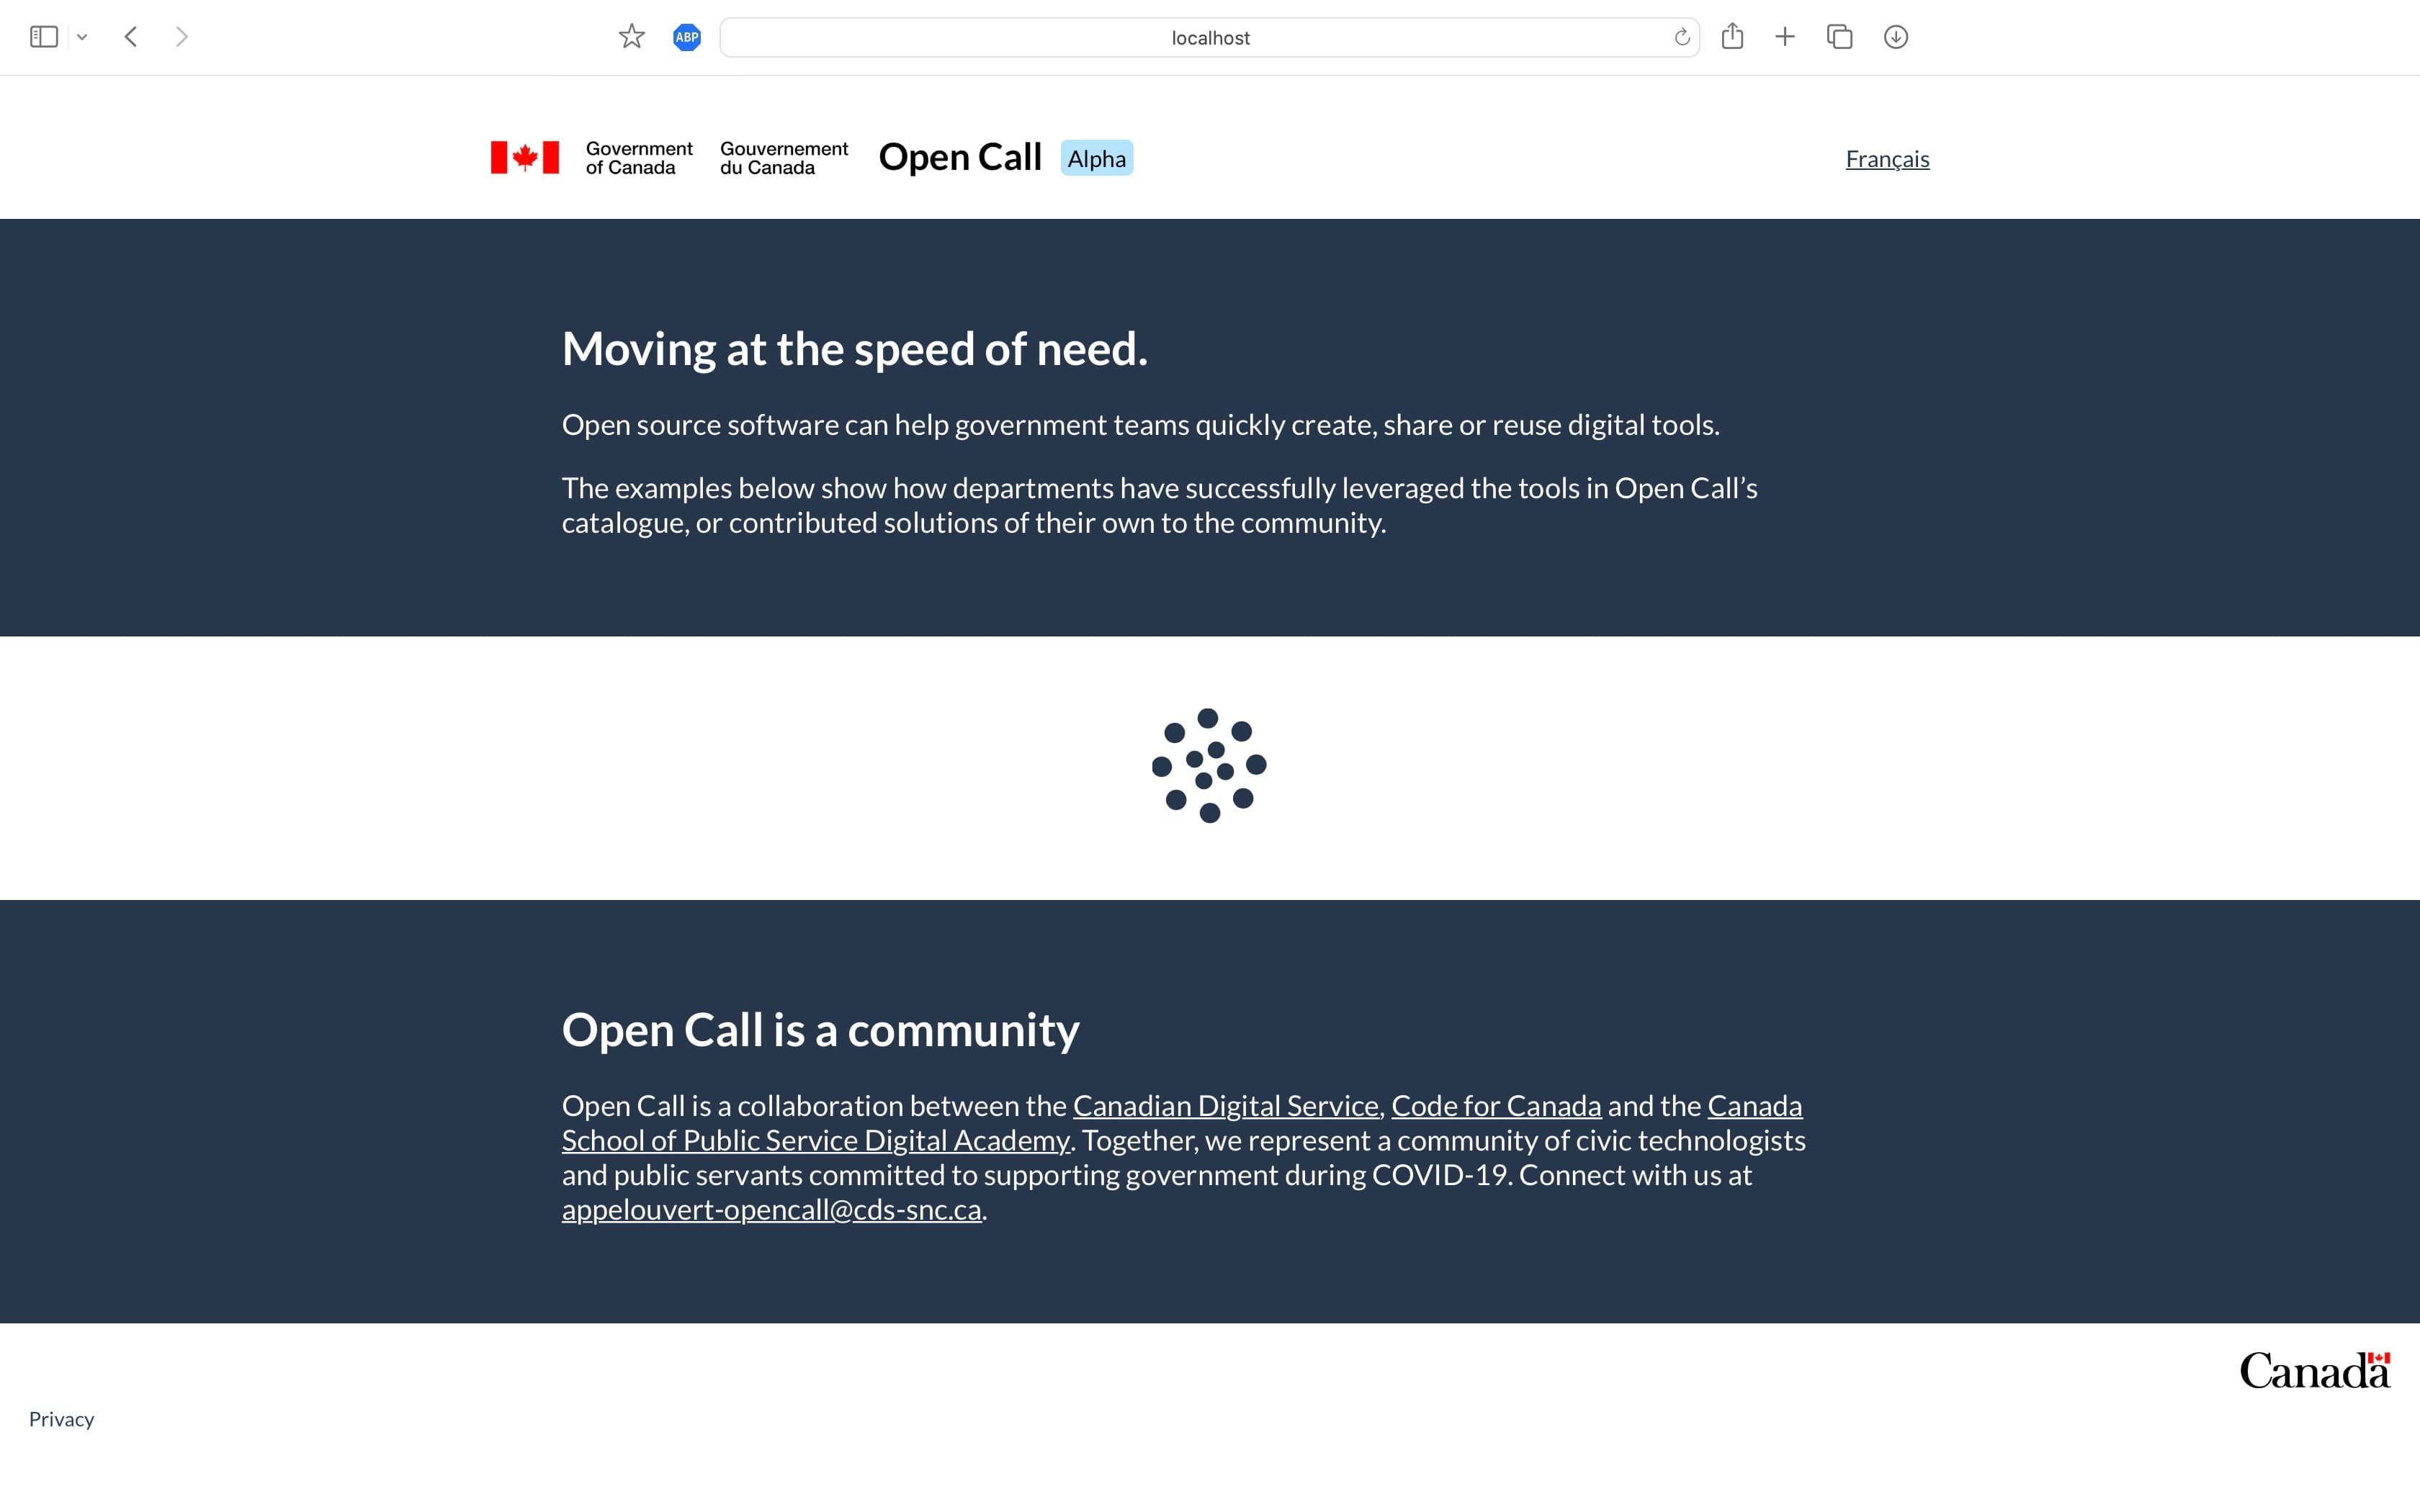 ABP
localhost
Government of Canada
Gouvernement du Canada
Open Call Alpha
Français
Moving at the speed of need.
Open source software can help government teams quickly create, share or reuse digital tools.
The examples below show how departments have successfully leveraged the tools in Open Call’s
catalogue, or contributed solutions of their own to the community.
Open Call is a community
Open Call is a collaboration between the Canadian Digital Service, Code for Canada and the Canada
School of Public Service Digital Academy. Together, we represent a community of civic technologists
and public servants committed to supporting government during COVID-19. Connect with us at
appelouvert-opencall@cds-snc.ca.
Canada
Privacy